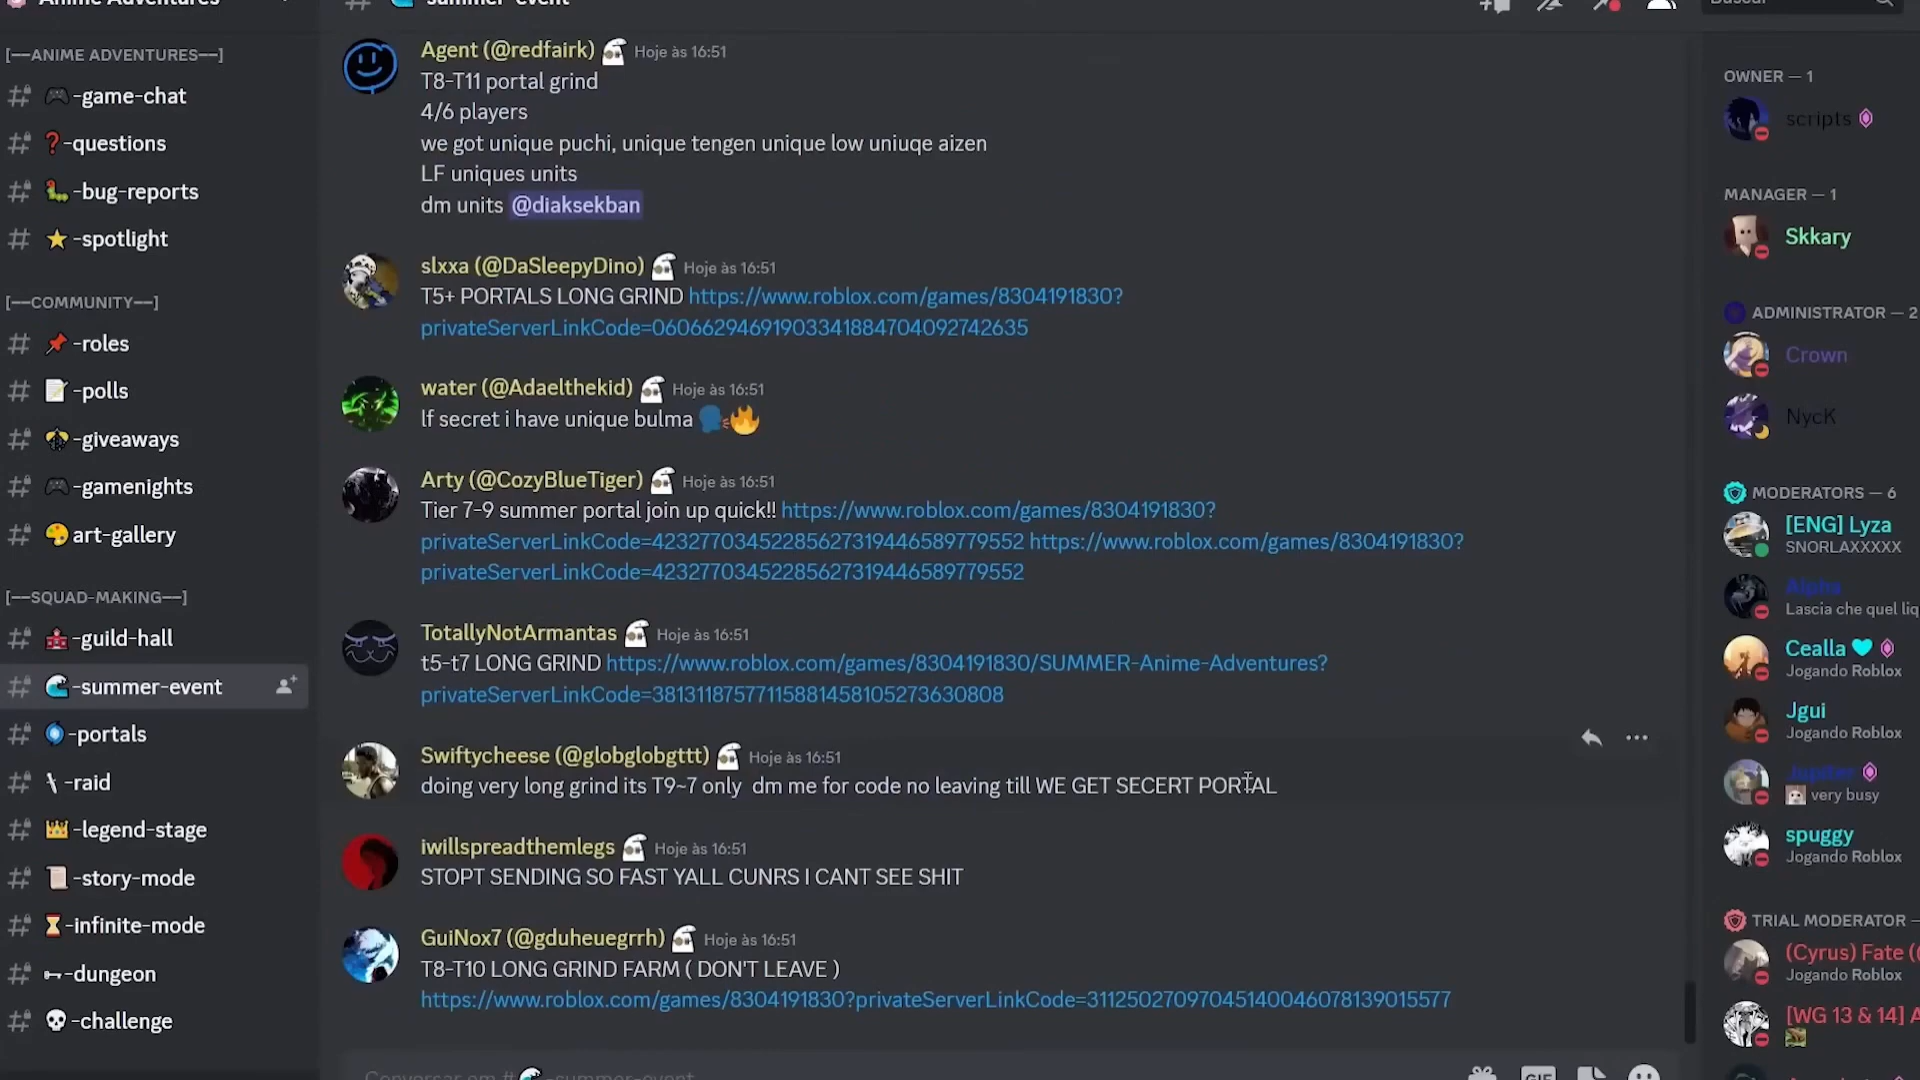 Anime Adventures
summer-event
[—ANIME ADVENTURES—]
-game-chat
-questions
-bug-reports
-spotlight
[—COMMUNITY—]
-roles
-polls
-giveaways
-gamenights
art-gallery
[—SQUAD-MAKING—]
-guild-hall
-summer-event
-portals
-raid
-legend-stage
-story-mode
-infinite-mode
-dungeon
-challenge
Agent (@redfairk) Hoje às 16:51
T8-T11 portal grind
4/6 players
we got unique puchi, unique tengen unique low uniuqe aizen
LF uniques units
dm units @diaksekban
slxxa (@DaSleepyDino) Hoje às 16:51
T5+ PORTALS LONG GRIND https://www.roblox.com/games/8304191830?
privateServerLinkCode=06066294691903341884704092742635
water (@Adaelthekid) Hoje às 16:51
lf secret i have unique bulma 🗣️🔥
Arty (@CozyBlueTiger) Hoje às 16:51
Tier 7-9 summer portal join up quick!! https://www.roblox.com/games/8304191830?
privateServerLinkCode=42327703452285627319446589779552 https://www.roblox.com/games/8304191830?
privateServerLinkCode=42327703452285627319446589779552
TotallyNotArmantas Hoje às 16:51
t5-t7 LONG GRIND https://www.roblox.com/games/8304191830/SUMMER-Anime-Adventures?
privateServerLinkCode=38131187577115881458105273630808
Swiftycheese (@globglobgttt) Hoje às 16:51
doing very long grind its T9~7 only dm me for code no leaving till WE GET SECERT PORTAL
iwillspreadthemlegs Hoje às 16:51
STOPT SENDING SO FAST YALL CUNRS I CANT SEE SHIT
GuiNox7 (@gduheuegrrh) Hoje às 16:51
T8-T10 LONG GRIND FARM ( DON'T LEAVE )
https://www.roblox.com/games/8304191830?privateServerLinkCode=31125027097045140046078139015577
Conversar em # -summer-event
GIF
Buscar
OWNER — 1
scripts
MANAGER — 1
Skkary
ADMINISTRATOR — 2
Crown
NycK
MODERATORS — 6
[ENG] Lyza
SNORLAXXXXX
Alpha
Lascia che quel liq
Cealla
Jogando Roblox
Jgui
Jogando Roblox
Jupiter
very busy
spuggy
Jogando Roblox
TRIAL MODERATOR —
(Cyrus) Fate (
Jogando Roblox
[WG 13 & 14] A